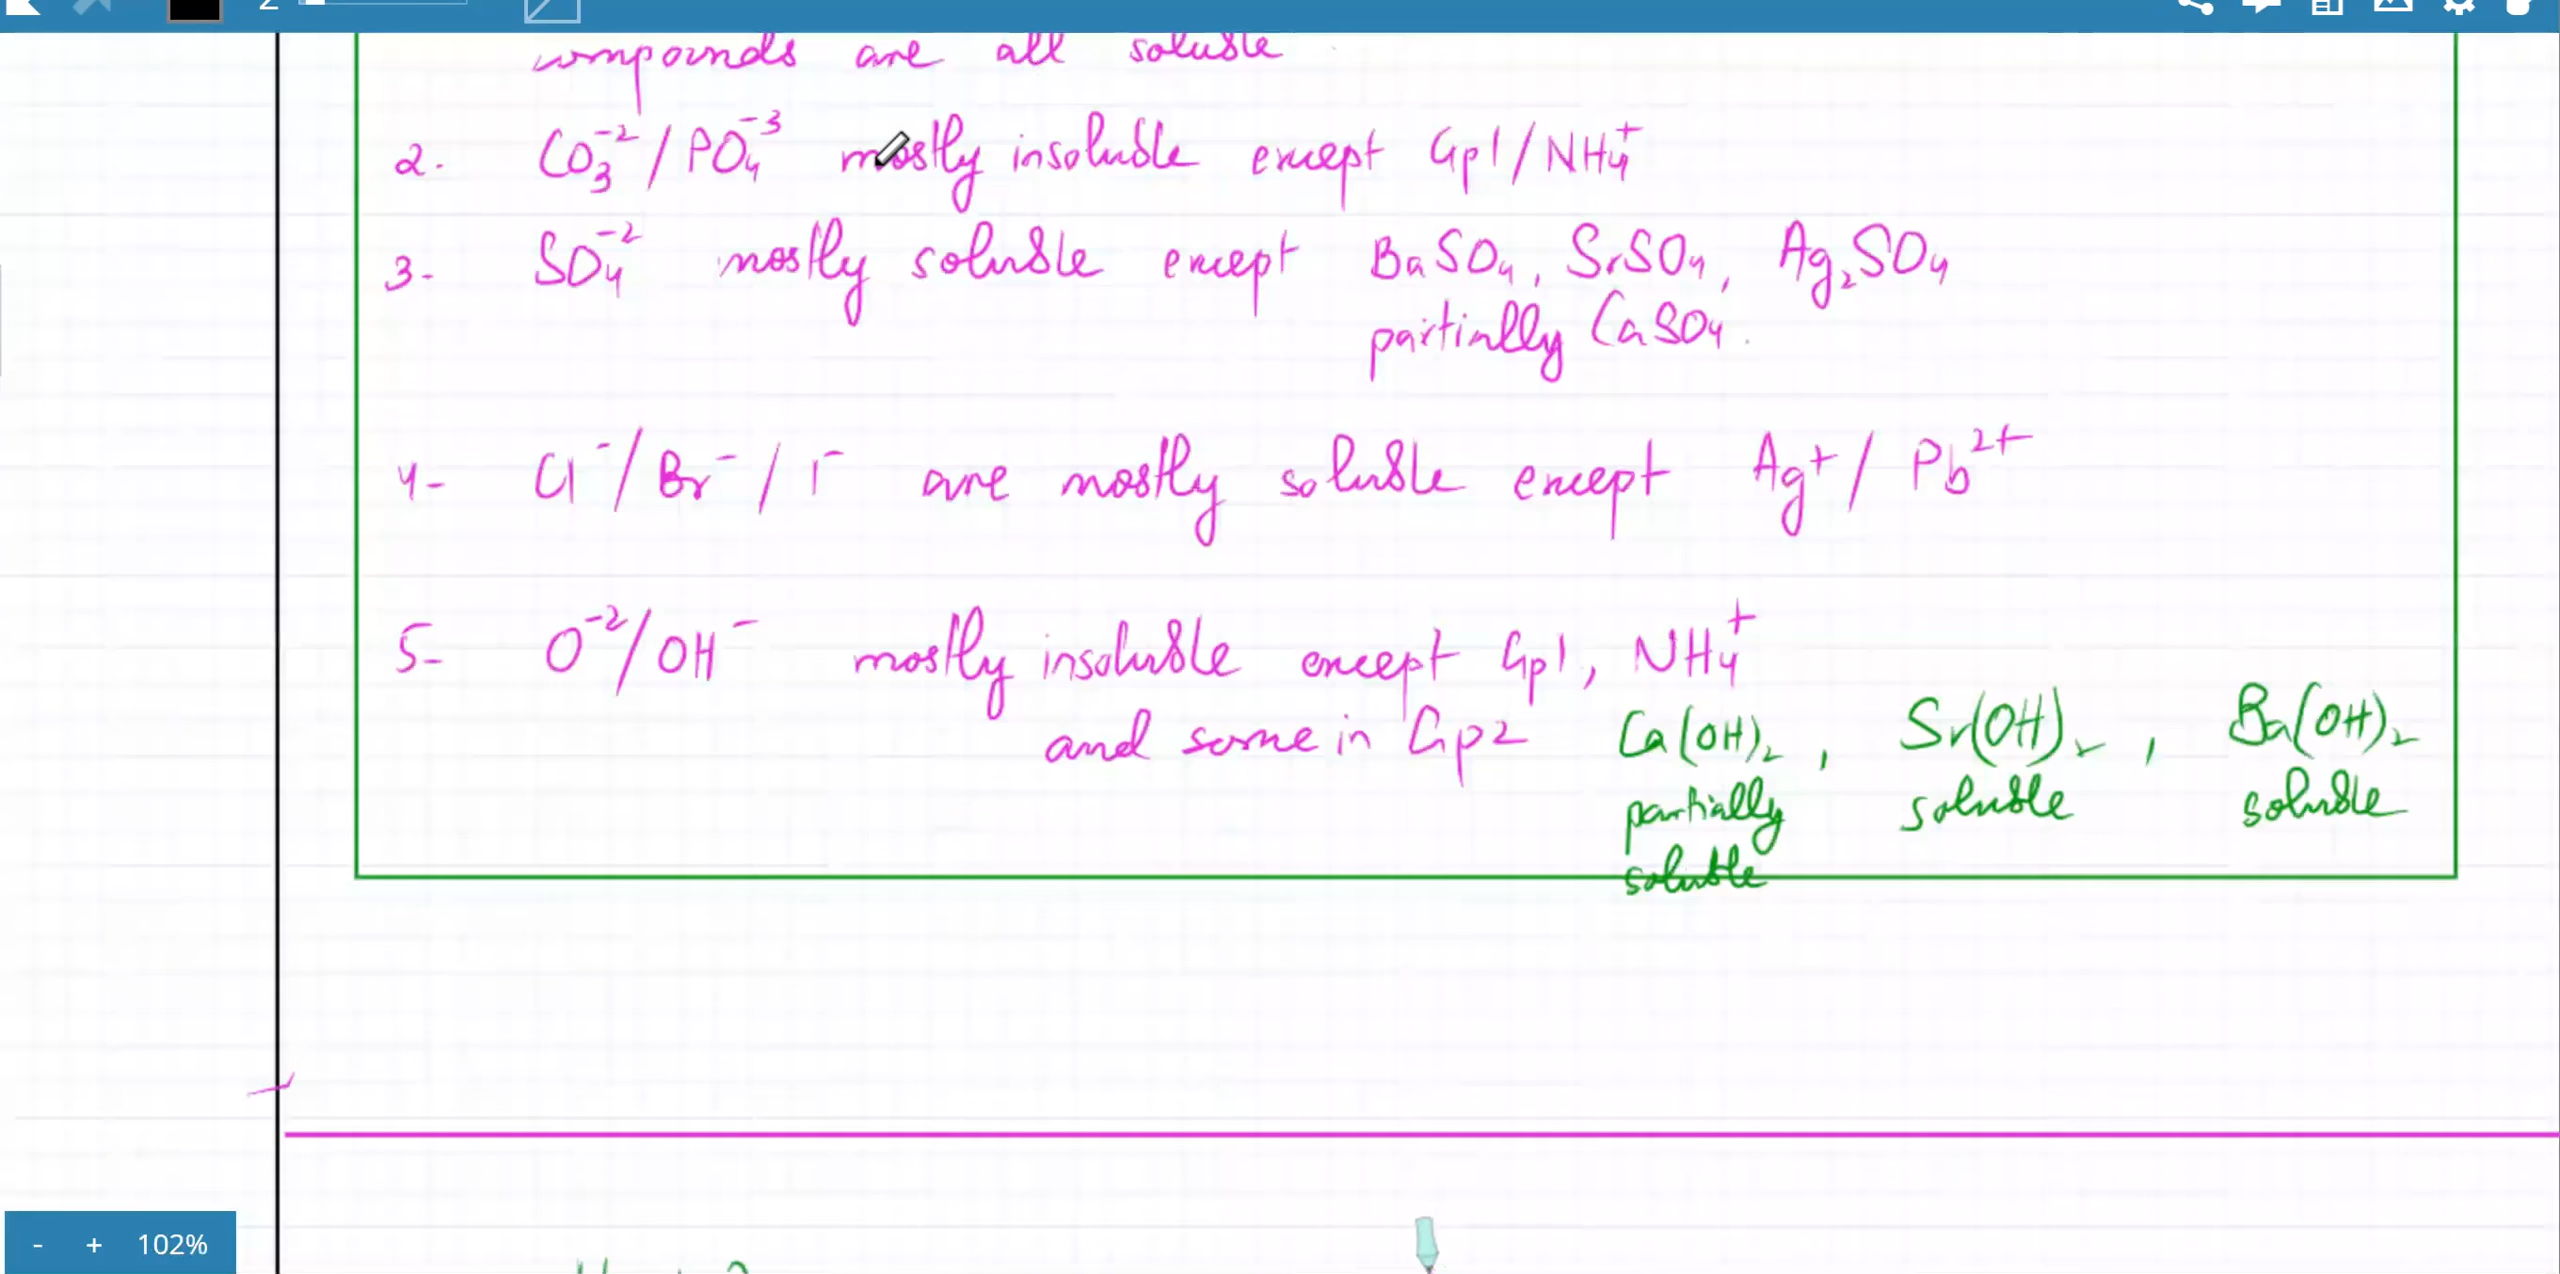 2
compounds are all soluble
2. CO₃⁻² / PO₄⁻³ mostly insoluble except Gp1/NH₄⁺
3- SO₄⁻² mostly soluble except BaSO₄, SrSO₄, Ag₂SO₄
partially CaSO₄.
4- Cl⁻/Br⁻/I⁻ are mostly soluble except Ag⁺/Pb²⁺
5- O⁻²/OH⁻ mostly insoluble except Gp1, NH₄⁺
and some in Gp2 Ca(OH)₂, Sr(OH)₂, Ba(OH)₂
partially soluble soluble
soluble
- + 102%